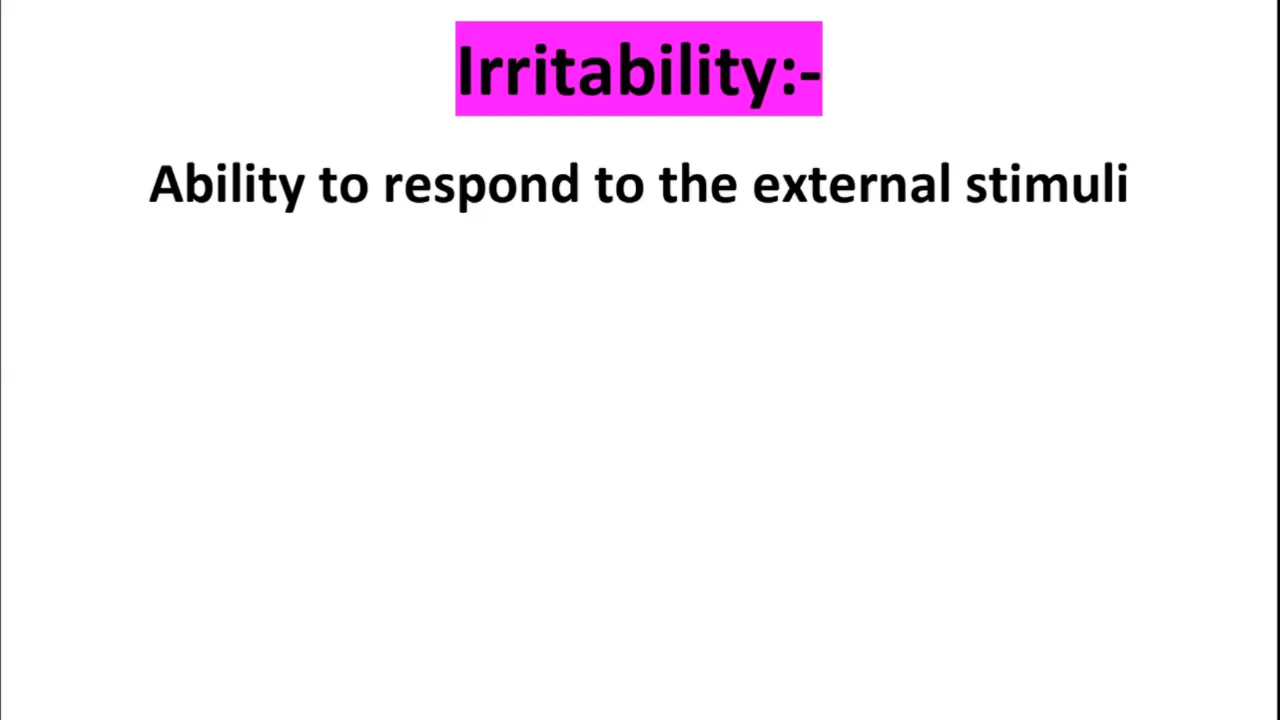 Irritability:-
Ability to respond to the external stimuli